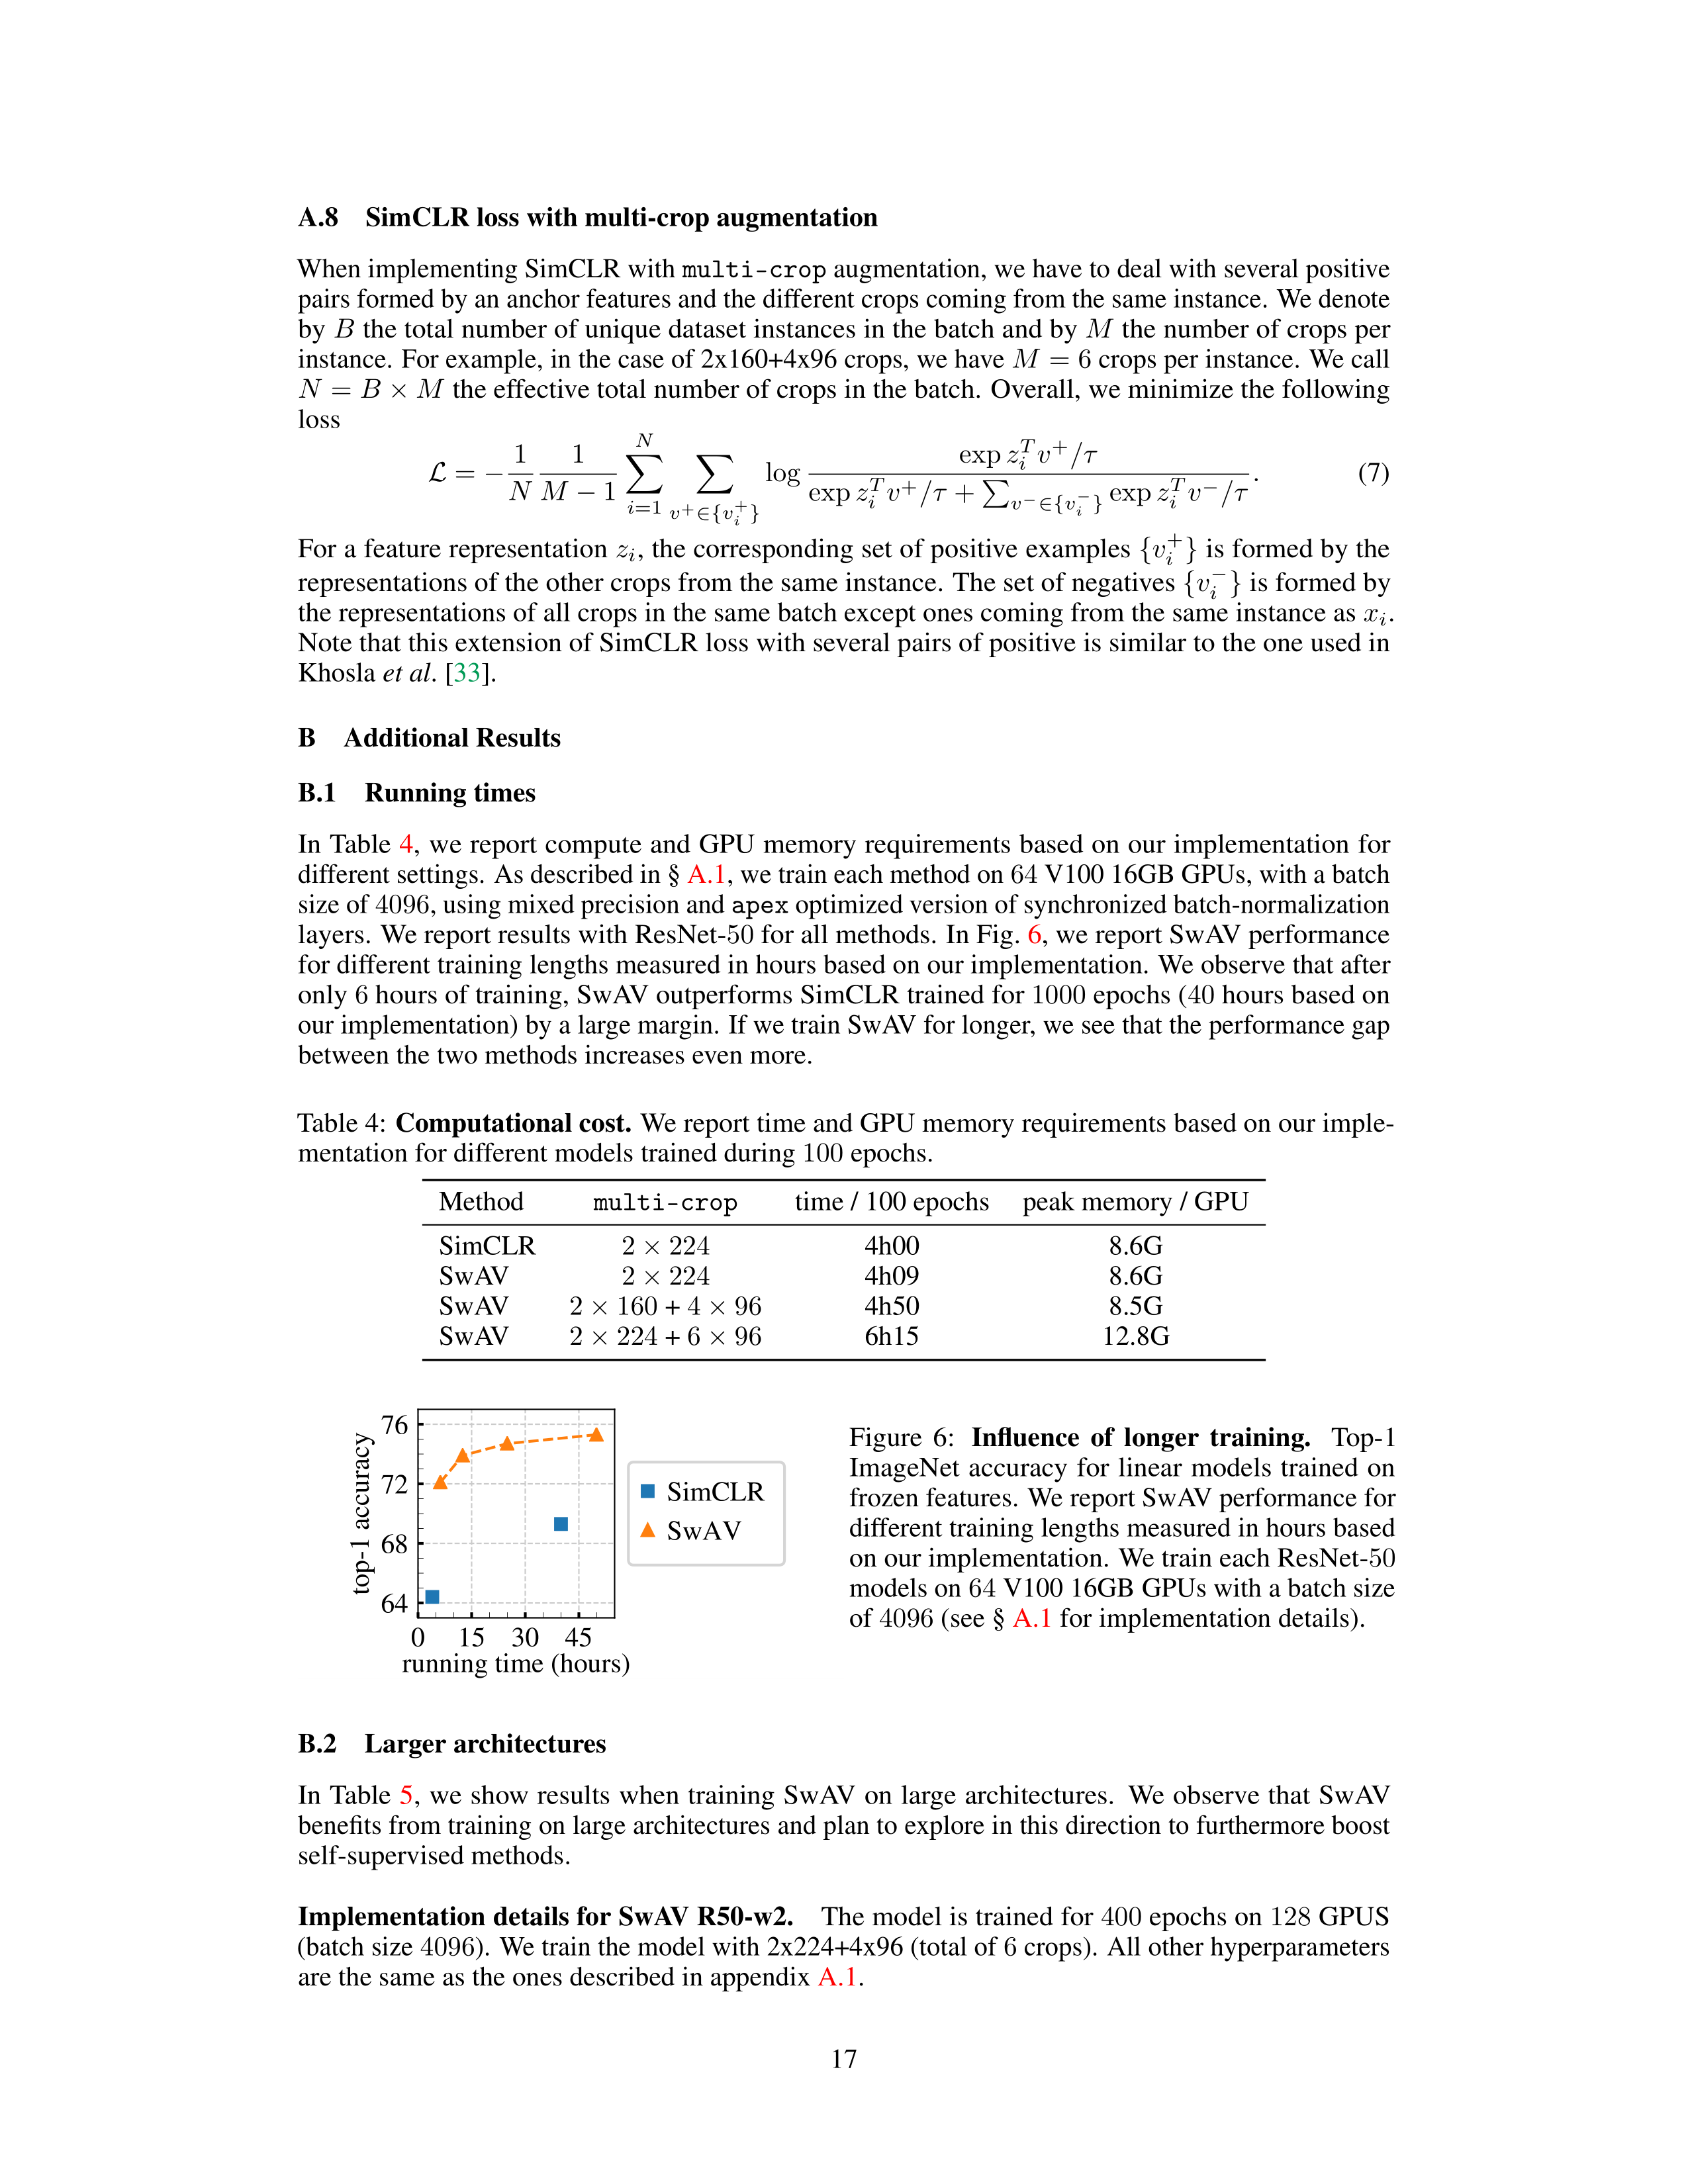 A.8 SimCLR loss with multi-crop augmentation
When implementing SimCLR with multi-crop augmentation, we have to deal with several positive
pairs formed by an anchor features and the different crops coming from the same instance. We denote
by B the total number of unique dataset instances in the batch and by M the number of crops per
instance. For example, in the case of 2x160+4x96 crops, we have M = 6 crops per instance. We call
N = B × M the effective total number of crops in the batch. Overall, we minimize the following
loss
$\mathcal{L} = -\frac{1}{N}\frac{1}{M-1}\sum_{i=1}^{N}\sum_{v^+\in\{v_i^+\}}\log\frac{\exp z_i^T v^+/\tau}{\exp z_i^T v^+/\tau + \sum_{v^-\in\{v_i^-\}}\exp z_i^T v^-/\tau}.$ (7)
For a feature representation $z_i$, the corresponding set of positive examples $\{v_i^+\}$ is formed by the
representations of the other crops from the same instance. The set of negatives $\{v_i^-\}$ is formed by
the representations of all crops in the same batch except ones coming from the same instance as $x_i$.
Note that this extension of SimCLR loss with several pairs of positive is similar to the one used in
Khosla et al. [33].
B Additional Results
B.1 Running times
In Table 4, we report compute and GPU memory requirements based on our implementation for
different settings. As described in § A.1, we train each method on 64 V100 16GB GPUs, with a batch
size of 4096, using mixed precision and apex optimized version of synchronized batch-normalization
layers. We report results with ResNet-50 for all methods. In Fig. 6, we report SwAV performance
for different training lengths measured in hours based on our implementation. We observe that after
only 6 hours of training, SwAV outperforms SimCLR trained for 1000 epochs (40 hours based on
our implementation) by a large margin. If we train SwAV for longer, we see that the performance gap
between the two methods increases even more.
Table 4: Computational cost. We report time and GPU memory requirements based on our imple-
mentation for different models trained during 100 epochs.
Method multi-crop time / 100 epochs peak memory / GPU
SimCLR 2 × 224 4h00 8.6G
SwAV 2 × 224 4h09 8.6G
SwAV 2 × 160 + 4 × 96 4h50 8.5G
SwAV 2 × 224 + 6 × 96 6h15 12.8G
76
72
68
64
top-1 accuracy
0 15 30 45
running time (hours)
SimCLR
SwAV
Figure 6: Influence of longer training. Top-1
ImageNet accuracy for linear models trained on
frozen features. We report SwAV performance for
different training lengths measured in hours based
on our implementation. We train each ResNet-50
models on 64 V100 16GB GPUs with a batch size
of 4096 (see § A.1 for implementation details).
B.2 Larger architectures
In Table 5, we show results when training SwAV on large architectures. We observe that SwAV
benefits from training on large architectures and plan to explore in this direction to furthermore boost
self-supervised methods.
Implementation details for SwAV R50-w2. The model is trained for 400 epochs on 128 GPUS
(batch size 4096). We train the model with 2x224+4x96 (total of 6 crops). All other hyperparameters
are the same as the ones described in appendix A.1.
17